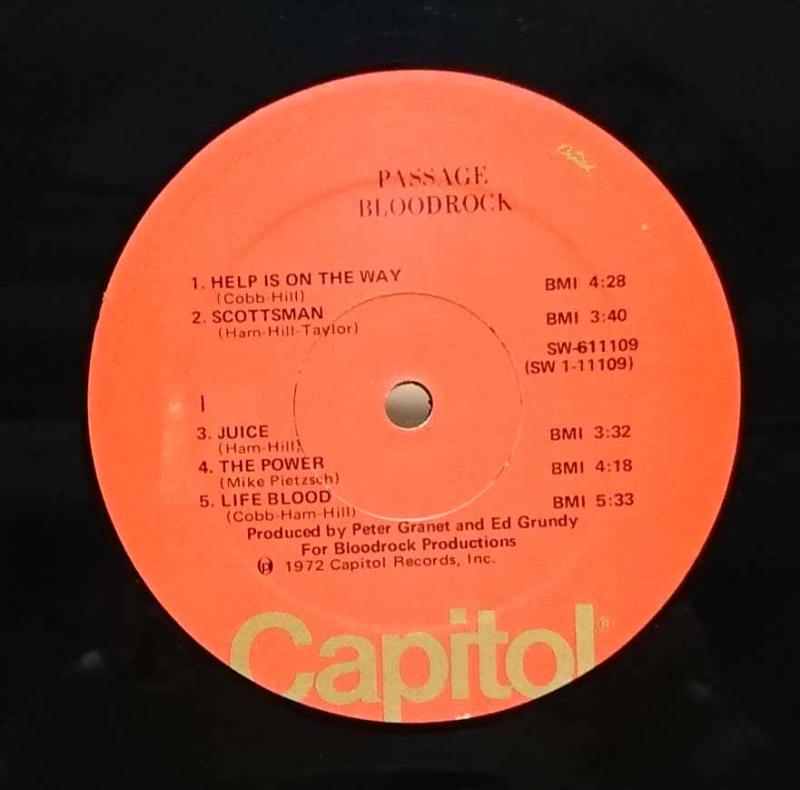 Capitol
PASSAGE
BLOODROCK
1. HELP IS ON THE WAY BMI 4:28
(Cobb-Hill)
2. SCOTTSMAN BMI 3:40
(Ham-Hill-Taylor)
SW-611109
(SW 1-11109)
I
3. JUICE BMI 3:32
(Ham-Hill)
4. THE POWER BMI 4:18
(Mike Pietzsch)
5. LIFE BLOOD BMI 5:33
(Cobb-Ham-Hill)
Produced by Peter Granet and Ed Grundy
For Bloodrock Productions
℗ 1972 Capitol Records, Inc.
Capitol®